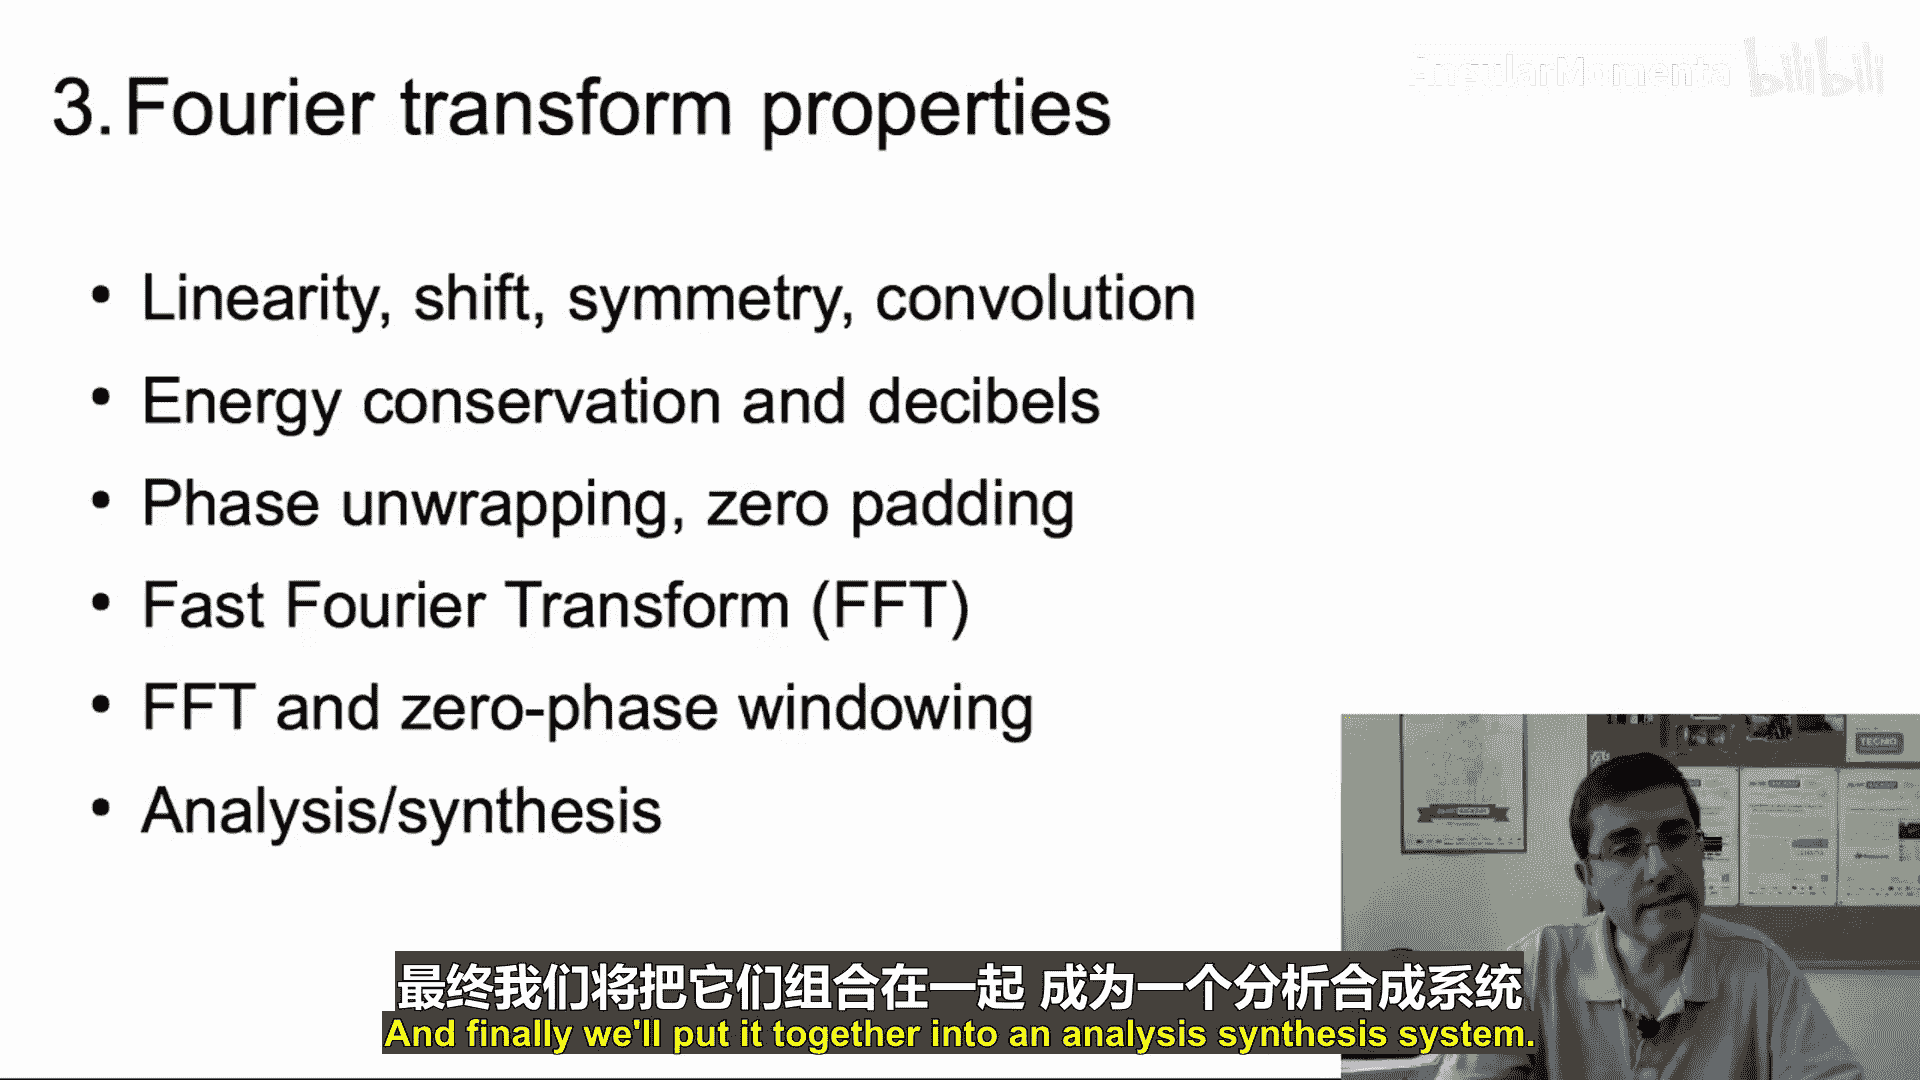 AngularMomenta bilibili
3. Fourier transform properties
• Linearity, shift, symmetry, convolution
• Energy conservation and decibels
• Phase unwrapping, zero padding
• Fast Fourier Transform (FFT)
• FFT and zero-phase windowing
• Analysis/synthesis
TECNIO
最终我们将把它们组合在一起 成为一个分析合成系统
And finally we'll put it together into an analysis synthesis system.